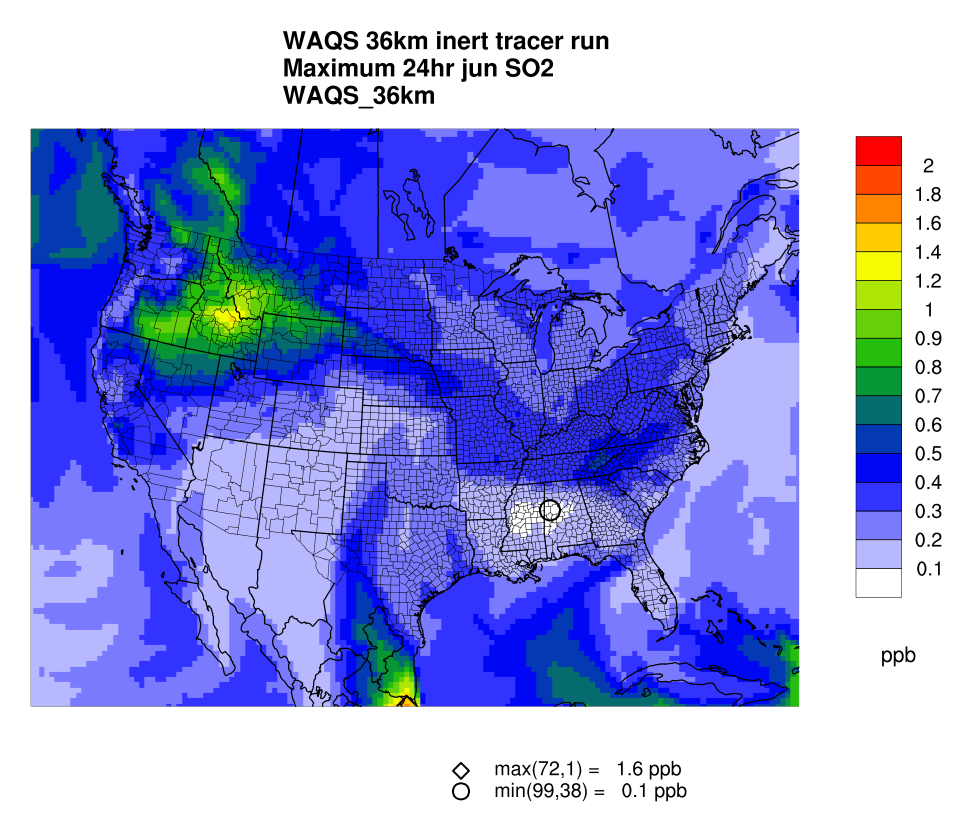 WAQS 36km inert tracer run
Maximum 24hr jun SO2
WAQS_36km
2
1.8
1.6
1.4
1.2
1
0.9
0.8
0.7
0.6
0.5
0.4
0.3
0.2
0.1
ppb
max(72,1) = 1.6 ppb
min(99,38) = 0.1 ppb